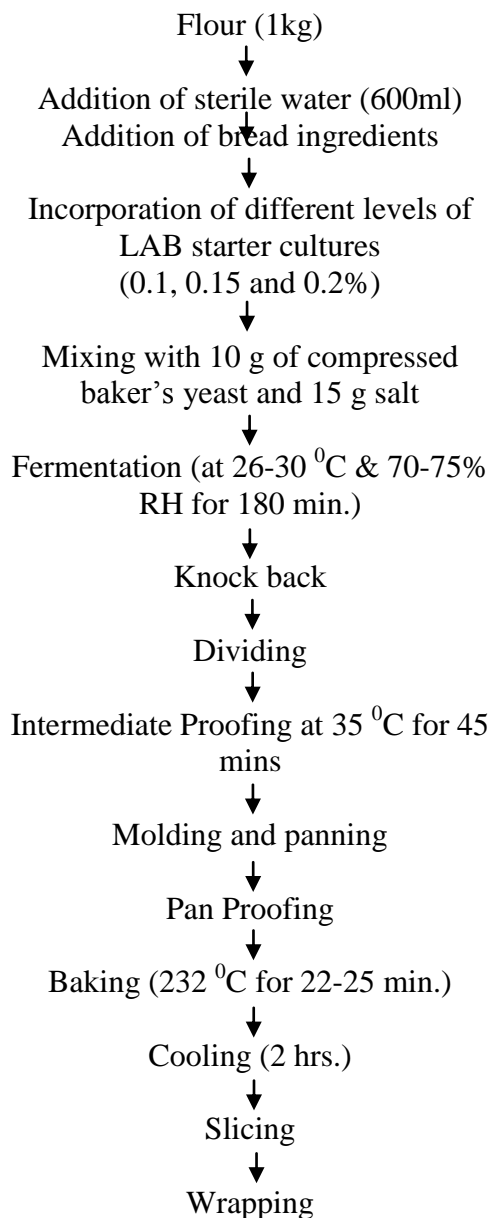 Flour (1kg)
Addition of sterile water (600ml)
Addition of bread ingredients
Incorporation of different levels of
LAB starter cultures
(0.1, 0.15 and 0.2%)
Mixing with 10 g of compressed
baker’s yeast and 15 g salt
Fermentation (at 26-30 ⁰C & 70-75%
RH for 180 min.)
Knock back
Dividing
Intermediate Proofing at 35 ⁰C for 45
mins
Molding and panning
Pan Proofing
Baking (232 ⁰C for 22-25 min.)
Cooling (2 hrs.)
Slicing
Wrapping